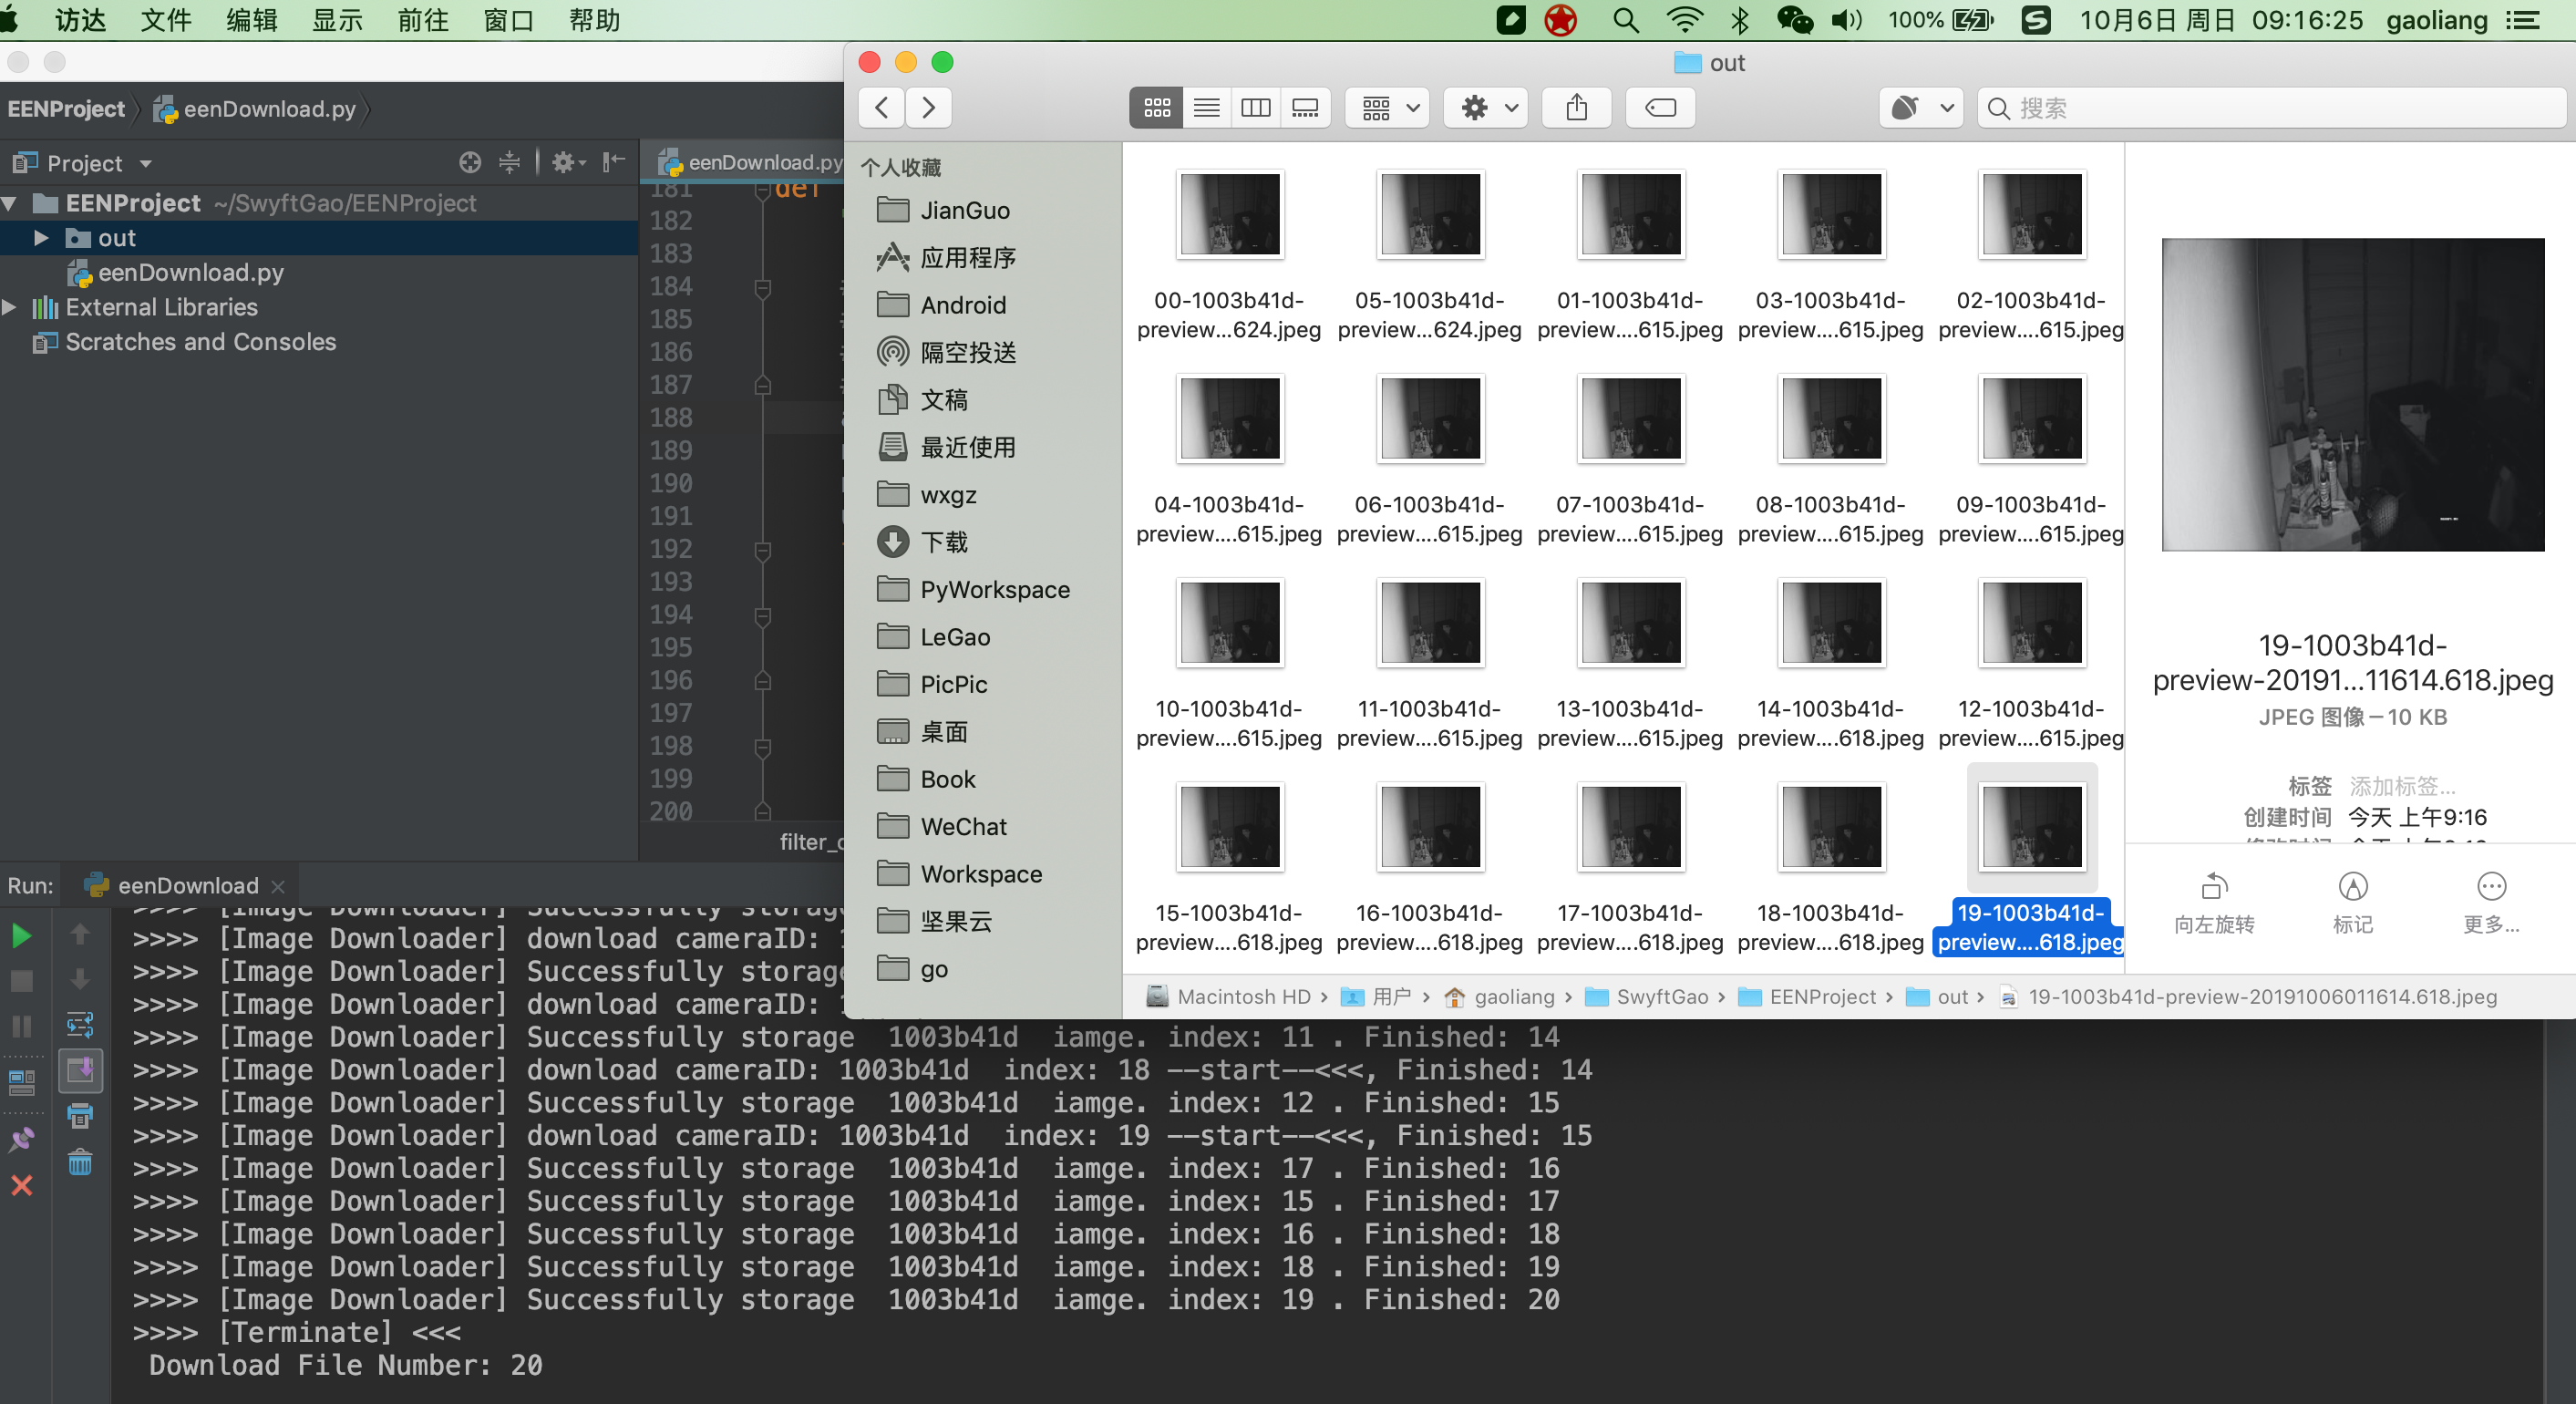 访达 文件 编辑 显示 前往 窗口 帮助 100% 10月6日 周日 09:16:25 gaoliang
EENProject eenDownload.py
Project
EENProject ~/SwyftGao/EENProject
out
eenDownload.py
External Libraries
Scratches and Consoles
eenDownload.py
181 def
182
183
184
185
186
187
188
189
190
191
192
193
194
195
196
197
198
199
200
out
搜索
个人收藏
JianGuo
应用程序
Android
隔空投送
文稿
最近使用
wxgz
下载
PyWorkspace
LeGao
PicPic
桌面
Book
WeChat
Workspace
坚果云
go
00-1003b41d- 05-1003b41d- 01-1003b41d- 03-1003b41d- 02-1003b41d-
preview...624.jpeg preview...624.jpeg preview....615.jpeg preview....615.jpeg preview....615.jpeg
04-1003b41d- 06-1003b41d- 07-1003b41d- 08-1003b41d- 09-1003b41d-
preview....615.jpeg preview....615.jpeg preview....615.jpeg preview....615.jpeg preview....615.jpeg
10-1003b41d- 11-1003b41d- 13-1003b41d- 14-1003b41d- 12-1003b41d-
preview....615.jpeg preview....615.jpeg preview....615.jpeg preview....618.jpeg preview....615.jpeg
15-1003b41d- 16-1003b41d- 17-1003b41d- 18-1003b41d- 19-1003b41d-
preview....618.jpeg preview....618.jpeg preview....618.jpeg preview....618.jpeg preview....618.jpeg
19-1003b41d-
preview-20191...11614.618.jpeg
JPEG 图像 – 10 KB
标签 添加标签...
创建时间 今天 上午9:16
向左旋转 标记 更多...
Macintosh HD › 用户 › gaoliang › SwyftGao › EENProject › out › 19-1003b41d-preview-20191006011614.618.jpeg
Run: eenDownload
>>>> [Image Downloader] Successfully storage
>>>> [Image Downloader] download cameraID:
>>>> [Image Downloader] Successfully storage
>>>> [Image Downloader] download cameraID:
>>>> [Image Downloader] Successfully storage  1003b41d  iamge. index: 11 . Finished: 14
>>>> [Image Downloader] download cameraID: 1003b41d  index: 18 --start--<<<, Finished: 14
>>>> [Image Downloader] Successfully storage  1003b41d  iamge. index: 12 . Finished: 15
>>>> [Image Downloader] download cameraID: 1003b41d  index: 19 --start--<<<, Finished: 15
>>>> [Image Downloader] Successfully storage  1003b41d  iamge. index: 17 . Finished: 16
>>>> [Image Downloader] Successfully storage  1003b41d  iamge. index: 15 . Finished: 17
>>>> [Image Downloader] Successfully storage  1003b41d  iamge. index: 16 . Finished: 18
>>>> [Image Downloader] Successfully storage  1003b41d  iamge. index: 18 . Finished: 19
>>>> [Image Downloader] Successfully storage  1003b41d  iamge. index: 19 . Finished: 20
>>>> [Terminate] <<<
Download File Number: 20